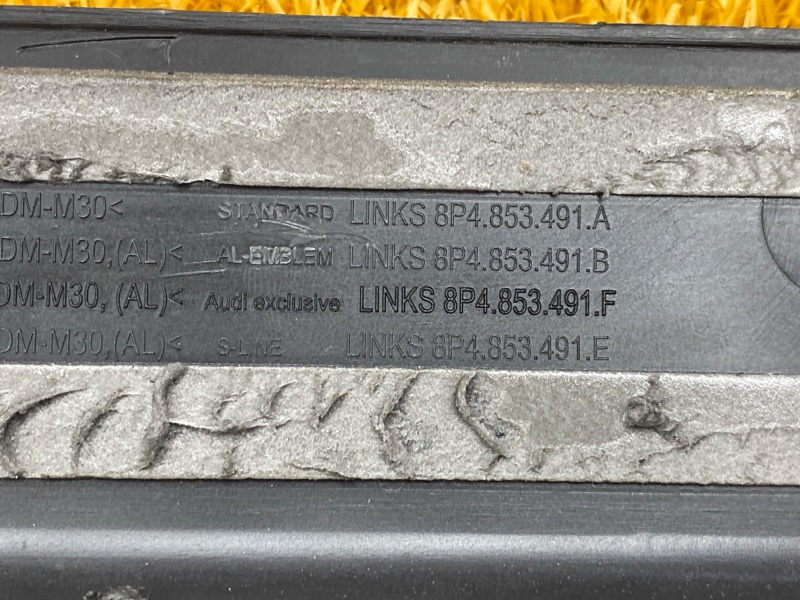 DM-M30< STANDARD LINKS 8P4.853.491.A
DM-M30,(AL)< AL-EMBLEM LINKS 8P4.853.491.B
DM-M30, (AL)< Audi exclusive LINKS 8P4.853.491.F
DM-M30,(AL)< S-LINE LINKS 8P4.853.491.E